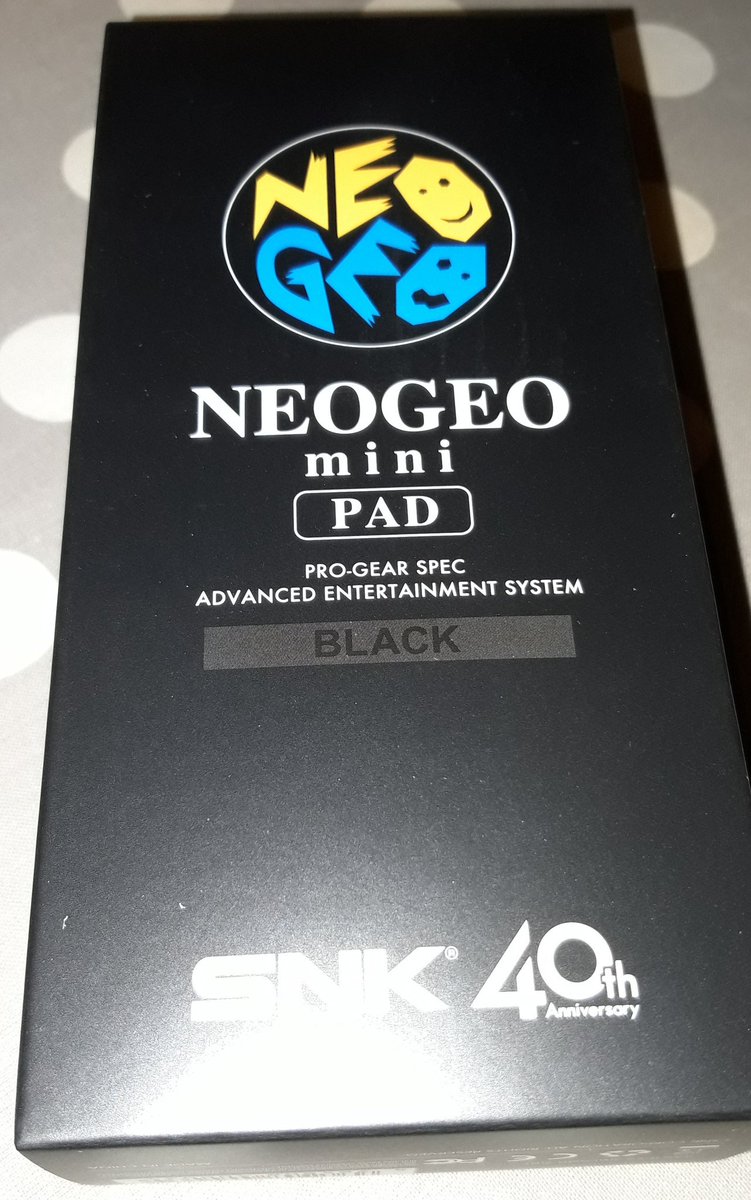 NEO
GEO
NEOGEO
mini
PAD
PRO-GEAR SPEC
ADVANCED ENTERTAINMENT SYSTEM
BLACK
SNK® 40th
Anniversary